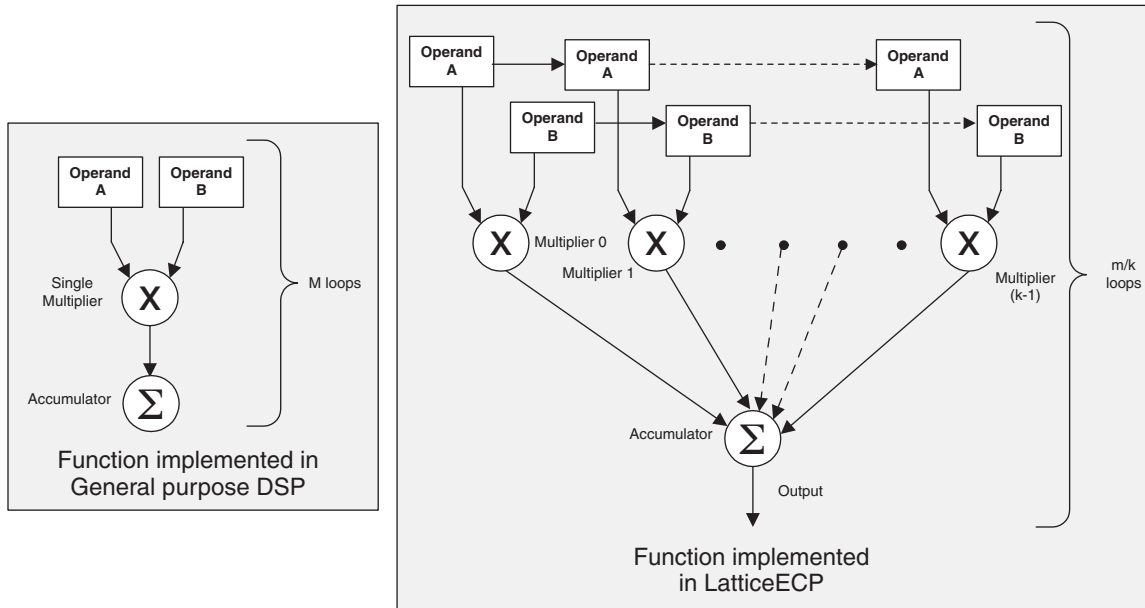 Operand
A
Operand
B
Single
Multiplier
X
M loops
Accumulator
Σ
Function implemented in
General purpose DSP
Operand
A
Operand
A
Operand
A
Operand
B
Operand
B
Operand
B
X
Multiplier 0
Multiplier 1
X
X
Multiplier
(k-1)
m/k
loops
Accumulator
Σ
Output
Function implemented
in LatticeECP